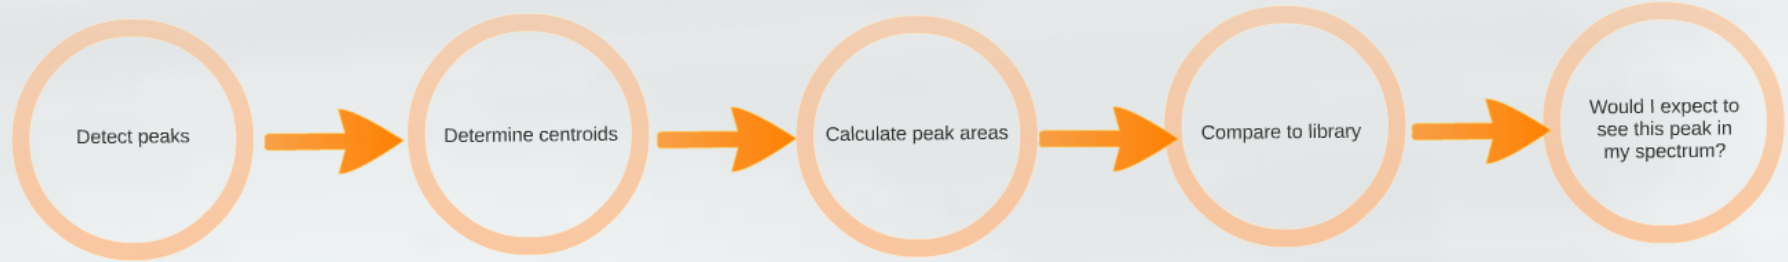 Detect peaks
Determine centroids
Calculate peak areas
Compare to library
Would I expect to
see this peak in
my spectrum?